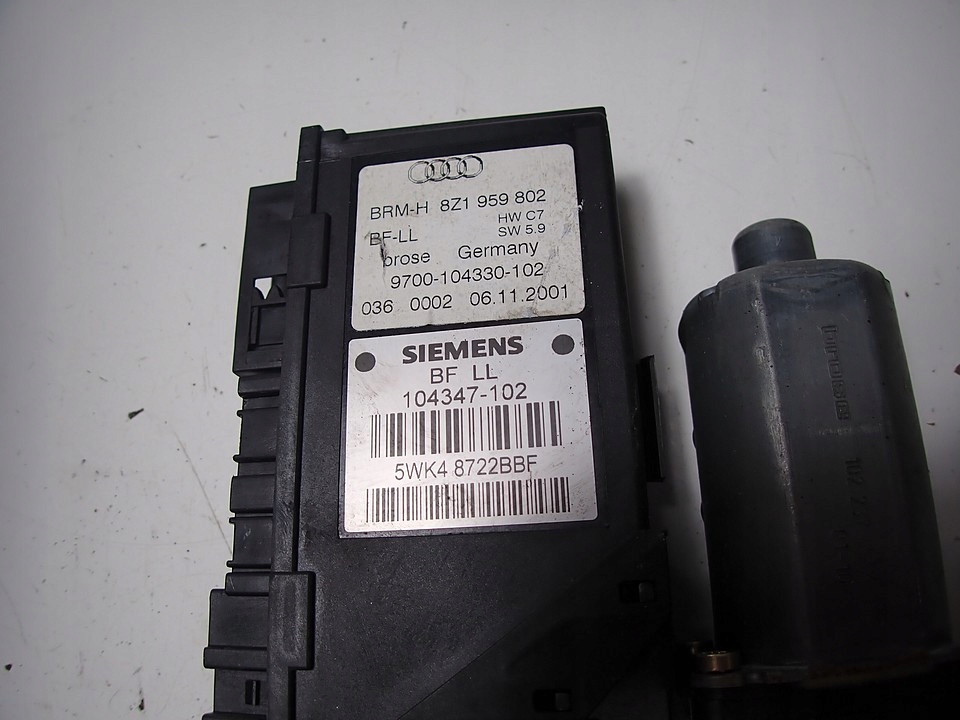 BRM-H 8Z1 959 802
HW C7
BF-LL SW 5.9
brose Germany
9700-104330-102
036 0002 06.11.2001
SIEMENS
BF LL
104347-102
5WK4 8722BBF